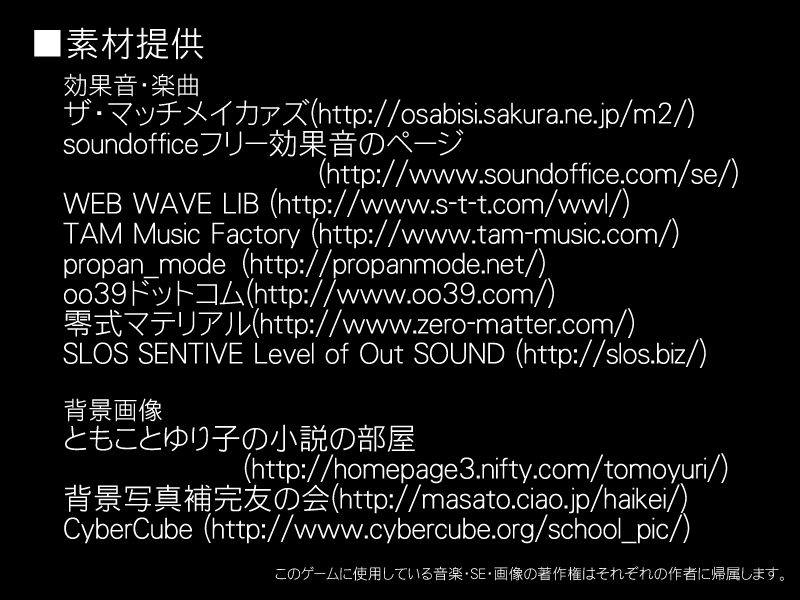 ■素材提供
効果音・楽曲
ザ・マッチメイカァズ(http://osabisi.sakura.ne.jp/m2/)
soundofficeフリー効果音のページ
(http://www.soundoffice.com/se/)
WEB WAVE LIB (http://www.s-t-t.com/wwl/)
TAM Music Factory (http://www.tam-music.com/)
propan_mode (http://propanmode.net/)
oo39ドットコム(http://www.oo39.com/)
零式マテリアル(http://www.zero-matter.com/)
SLOS SENTIVE Level of Out SOUND (http://slos.biz/)
背景画像
ともことゆり子の小説の部屋
(http://homepage3.nifty.com/tomoyuri/)
背景写真補完友の会(http://masato.ciao.jp/haikei/)
CyberCube (http://www.cybercube.org/school_pic/)
このゲームに使用している音楽・SE・画像の著作権はそれぞれの作者に帰属します。